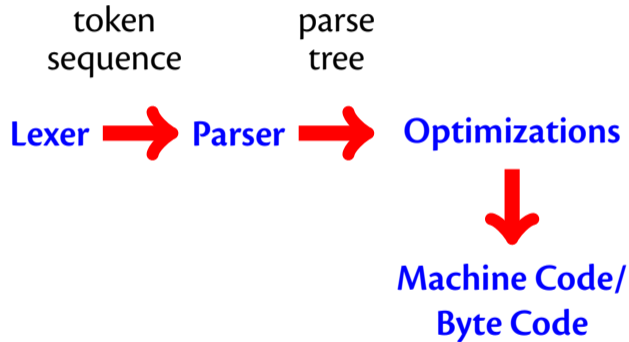 token
sequence
parse
tree
Lexer
Parser
Optimizations
Machine Code/
Byte Code